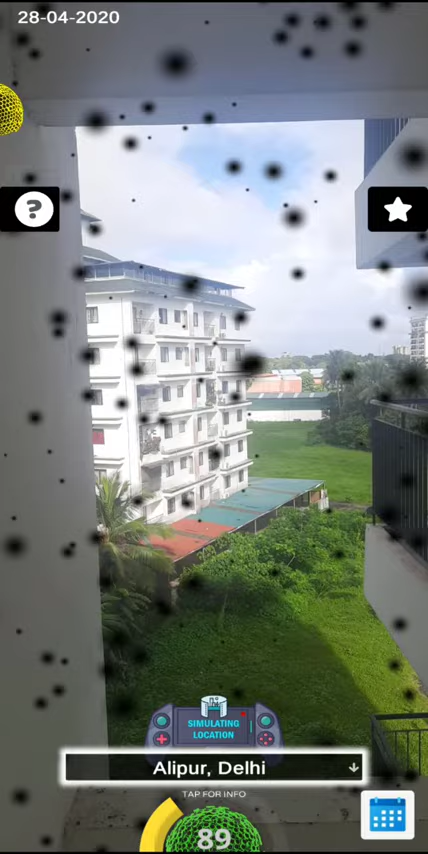 28-04-2020
?
SIMULATING
LOCATION
Alipur, Delhi
TAP FOR INFO
89